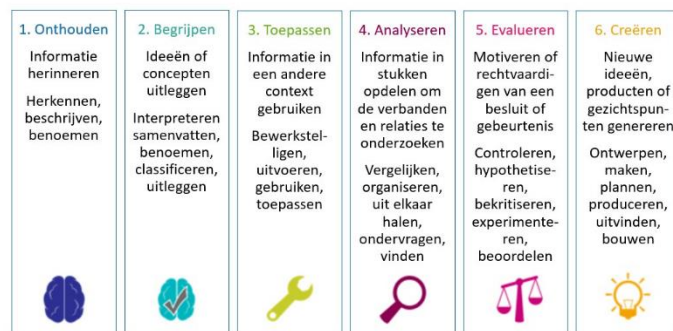 1. Onthouden
Informatie
herinneren
Herkennen,
beschrijven,
benoemen
2. Begrijpen
Ideeën of
concepten
uitleggen
Interpreteren
samenvatten,
benoemen,
classificeren,
uitleggen
3. Toepassen
Informatie in
een andere
context
gebruiken
Bewerkstel-
ligen,
uitvoeren,
gebruiken,
toepassen
4. Analyseren
Informatie in
stukken
opdelen om
de verbanden
en relaties te
onderzoeken
Vergelijken,
organiseren,
uit elkaar
halen,
ondervragen,
vinden
5. Evalueren
Motiveren of
rechtvaardi-
gen van een
besluit of
gebeurtenis
Controleren,
hypothetise-
ren,
bekritiseren,
experimente-
ren,
beoordelen
6. Creëren
Nieuwe
ideeën,
producten of
gezichtspun-
ten genereren
Ontwerpen,
maken,
plannen,
produceren,
uitvinden,
bouwen